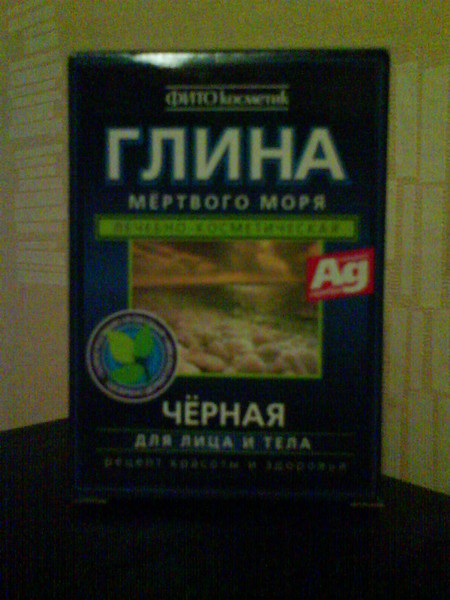 ФИТОкосметик
ГЛИНА
МЁРТВОГО МОРЯ
ЛЕЧЕБНО-КОСМЕТИЧЕСКАЯ
Ag
ЧЁРНАЯ
ДЛЯ ЛИЦА И ТЕЛА
рецепт красоты и здоровья